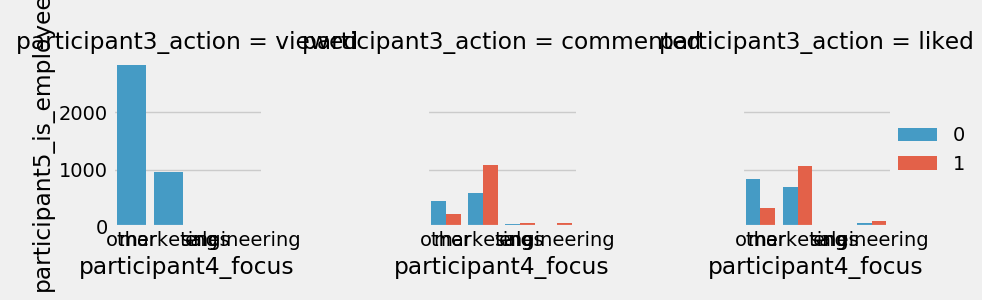 participant3_action = viewed
participant3_action = commented
participant3_action = liked
participant5_is_employee
2000
1000
0
0
1
other marketing sales engineering
other marketing sales engineering
other marketing sales engineering
participant4_focus
participant4_focus
participant4_focus